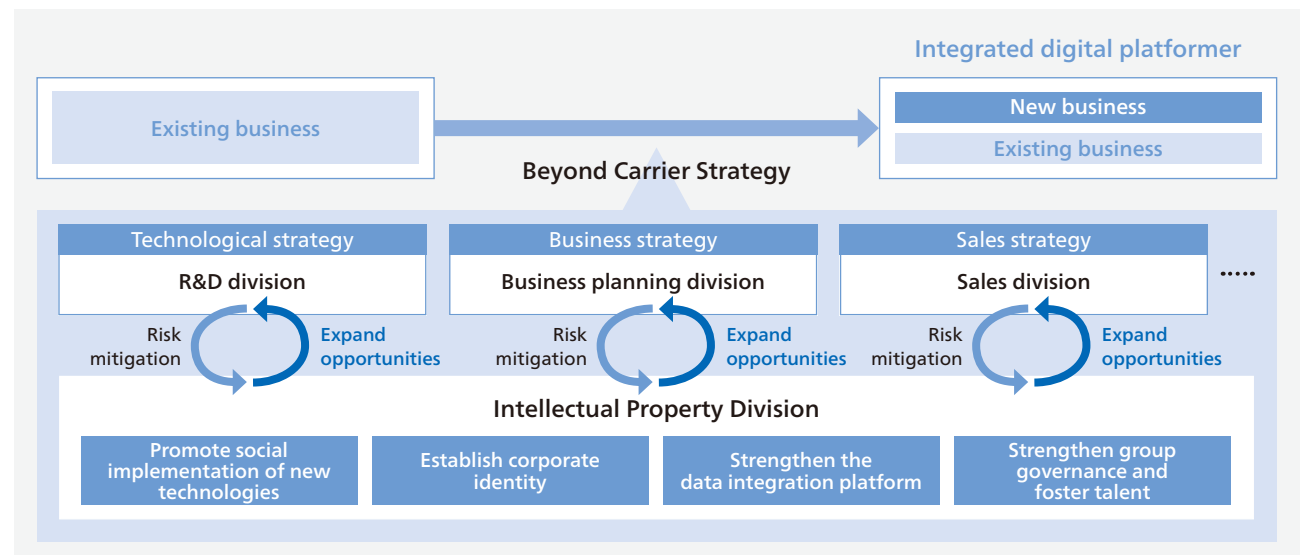 Integrated digital platformer
Existing business
New business
Existing business
Beyond Carrier Strategy
Technological strategy
R&D division
Business strategy
Business planning division
Sales strategy
Sales division
.....
Risk
mitigation
Expand
opportunities
Risk
mitigation
Expand
opportunities
Risk
mitigation
Expand
opportunities
Intellectual Property Division
Promote social
implementation of new
technologies
Establish corporate
identity
Strengthen the
data integration platform
Strengthen group
governance and
foster talent